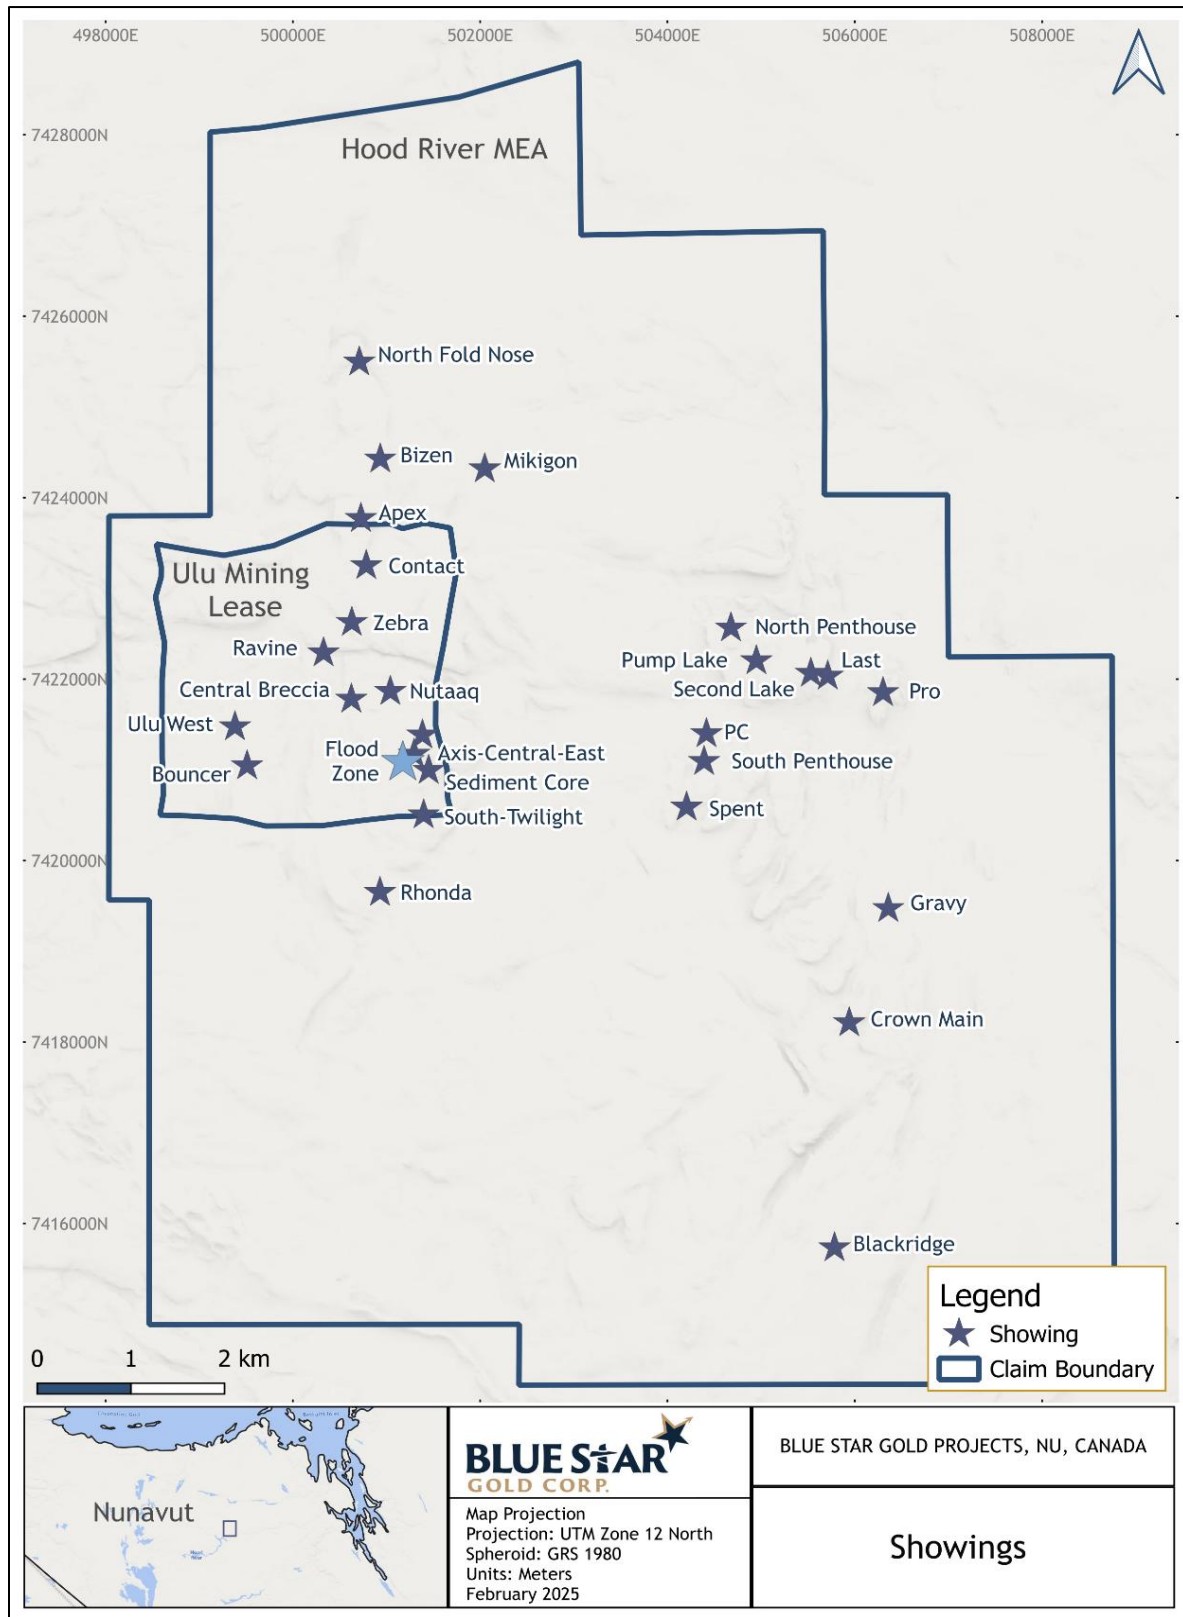 498000E 500000E 502000E 504000E 506000E 508000E
7428000N
Hood River MEA
7426000N
North Fold Nose
Bizen
Mikigon
7424000N
Apex
Contact
Ulu Mining
Lease
Zebra
Ravine
North Penthouse
Pump Lake
Last
7422000N
Central Breccia
Nutaaq
Second Lake
Pro
Ulu West
PC
Flood
Zone
Axis-Central-East
South Penthouse
Bouncer
Sediment Core
South-Twilight
Spent
7420000N
Rhonda
Gravy
Crown Main
7418000N
7416000N
Blackridge
Legend
Showing
Claim Boundary
0 1 2 km
Nunavut
BLUE STAR
GOLD CORP.
Map Projection
Projection: UTM Zone 12 North
Spheroid: GRS 1980
Units: Meters
February 2025
BLUE STAR GOLD PROJECTS, NU, CANADA
Showings